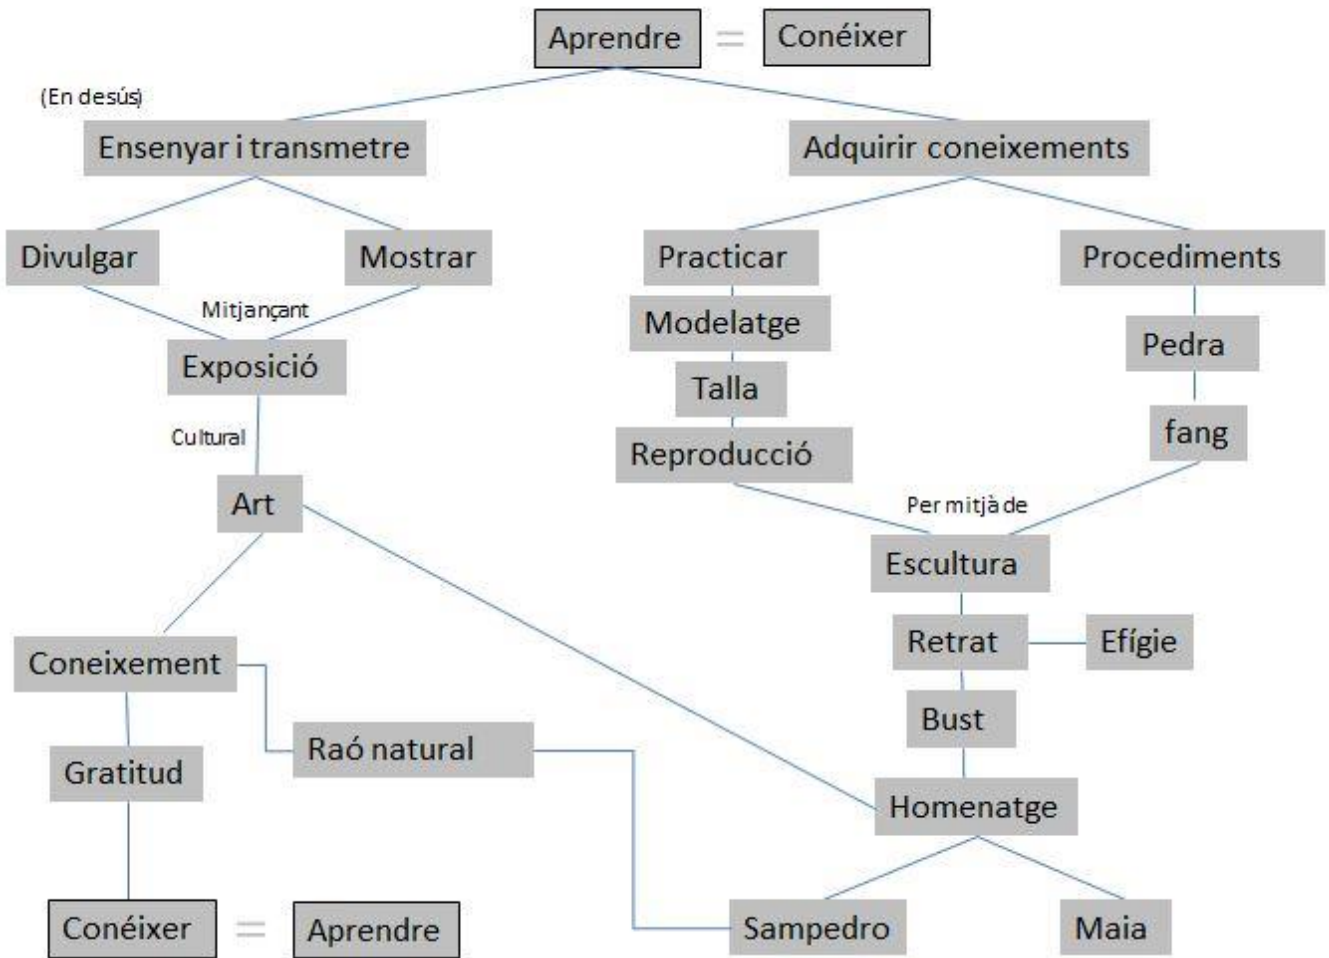 Aprendre = Conéixer
(En desús)
Ensenyar i transmetre
Adquirir coneixements
Divulgar
Mostrar
Practicar
Procediments
Mitjançant
Modelatge
Pedra
Exposició
Talla
Cultural
fang
Reproducció
Art
Per mitjà de
Escultura
Coneixement
Retrat
Efígie
Bust
Raó natural
Gratitud
Homenatge
Conéixer = Aprendre
Sampedro
Maia